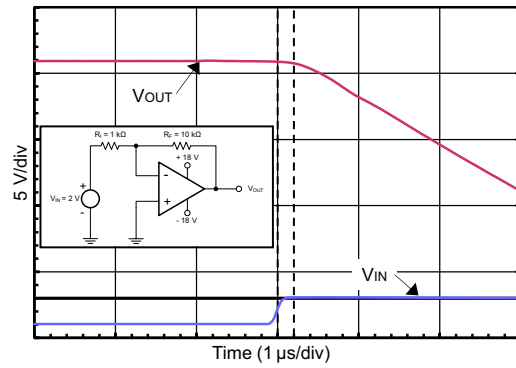 VOUT
R₁ = 1 kΩ
R₂ = 10 kΩ
+ 18 V
-
+
VOUT
+
VIN = 2 V
-
- 18 V
VIN
5 V/div
Time (1 μs/div)